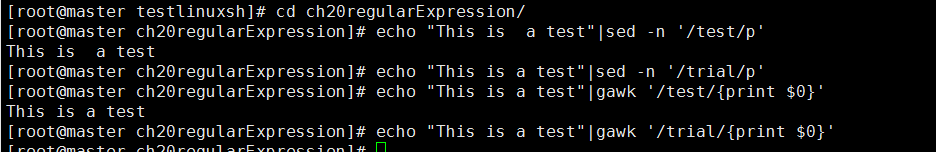 [root@master testlinuxsh]# cd ch20regularExpression/
[root@master ch20regularExpression]# echo "This is  a test"|sed -n '/test/p'
This is  a test
[root@master ch20regularExpression]# echo "This is a test"|sed -n '/trial/p'
[root@master ch20regularExpression]# echo "This is a test"|gawk '/test/{print $0}'
This is a test
[root@master ch20regularExpression]# echo "This is a test"|gawk '/trial/{print $0}'
[root@master ch20regularExpression]#